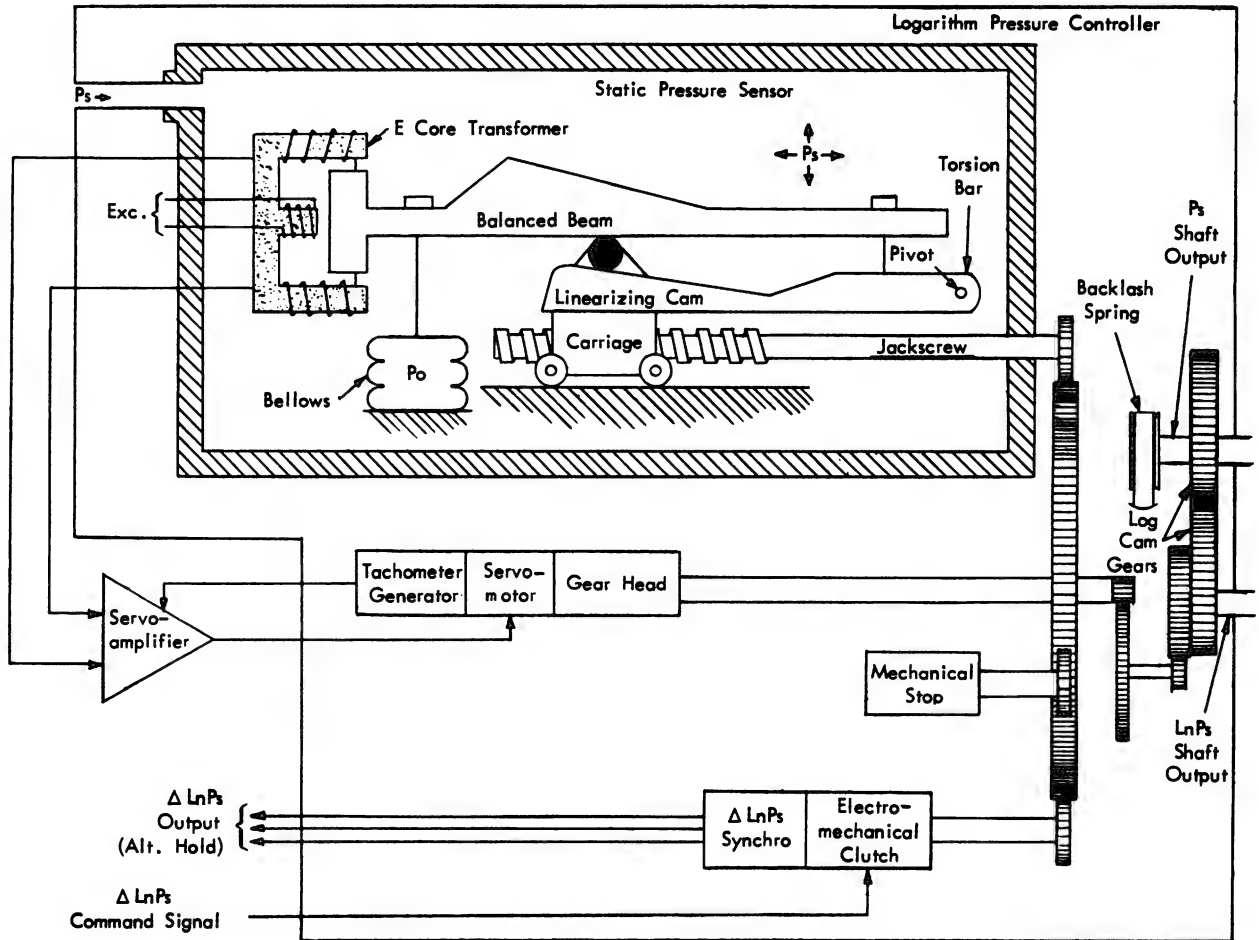 Logarithm Pressure Controller
Ps
Static Pressure Sensor
E Core Transformer
Ps
Torsion
Bar
Exc.
Balanced Beam
Pivot
Ps
Shaft
Output
Backlash
Spring
Linearizing Cam
Carriage
Jackscrew
Po
Bellows
Log
Cam
Gears
Tachometer
Generator
Servo-
motor
Gear Head
Servo-
amplifier
Mechanical
Stop
LnPs
Shaft
Output
Δ LnPs
Output
(Alt. Hold)
Δ LnPs
Synchro
Electro-
mechanical
Clutch
Δ LnPs
Command Signal